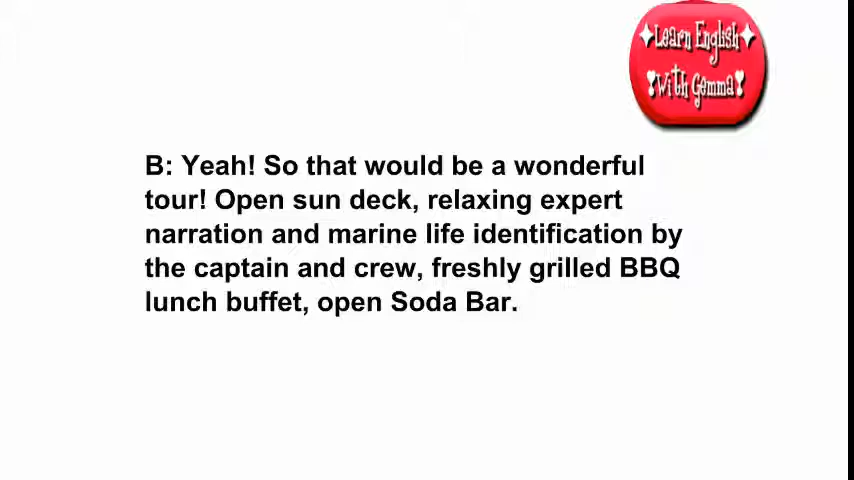 Learn English
With Gemma
B: Yeah! So that would be a wonderful
tour! Open sun deck, relaxing expert
narration and marine life identification by
the captain and crew, freshly grilled BBQ
lunch buffet, open Soda Bar.